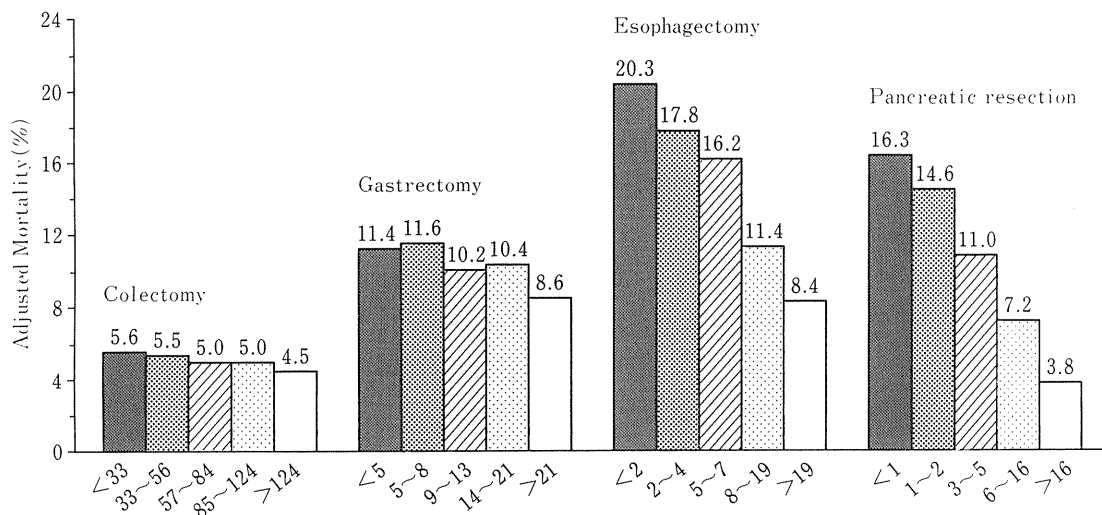 Adjusted Mortality(%)
24
20
16
12
8
4
0
Colectomy
5.6 5.5 5.0 5.0 4.5
<33 33~56 57~84 85~124 >124
Gastrectomy
11.4 11.6 10.2 10.4 8.6
<5 5~8 9~13 14~21 >21
Esophagectomy
20.3 17.8 16.2 11.4 8.4
<2 2~4 5~7 8~19 >19
Pancreatic resection
16.3 14.6 11.0 7.2 3.8
<1 1~2 3~5 6~16 >16